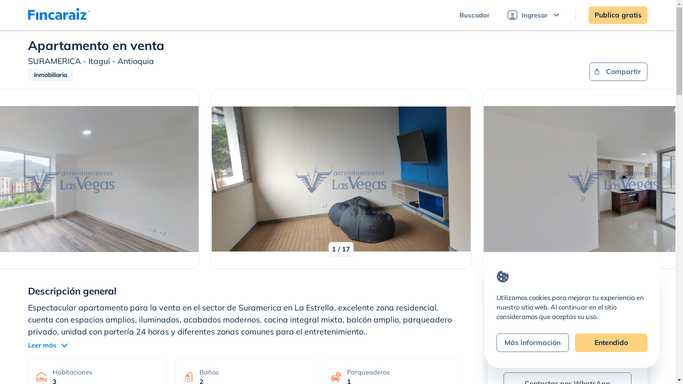 Fincaraiz
Buscador
Ingresar
Publica gratis
Apartamento en venta
SURAMERICA - Itaguí - Antioquia
Inmobiliaria
Compartir
arrendamientos
Las Vegas
arrendamientos
Las Vegas
arrendamientos
Las Vegas
1 / 17
Descripción general
Espectacular apartamento para la venta en el sector de Suramerica en La Estrella, excelente zona residencial,
cuenta con espacios amplios, iluminados, acabados modernos, cocina integral mixta, balcón amplio, parqueadero
privado, unidad con portería 24 horas y diferentes zonas comunes para el entretenimiento..
Leer más
Habitaciones
3
Baños
2
Parqueaderos
1
Utilizamos cookies para mejorar tu experiencia en
nuestro sitio web. Al continuar en el sitio
consideramos que aceptas su uso.
Más información
Entendido
Contactar por WhatsApp